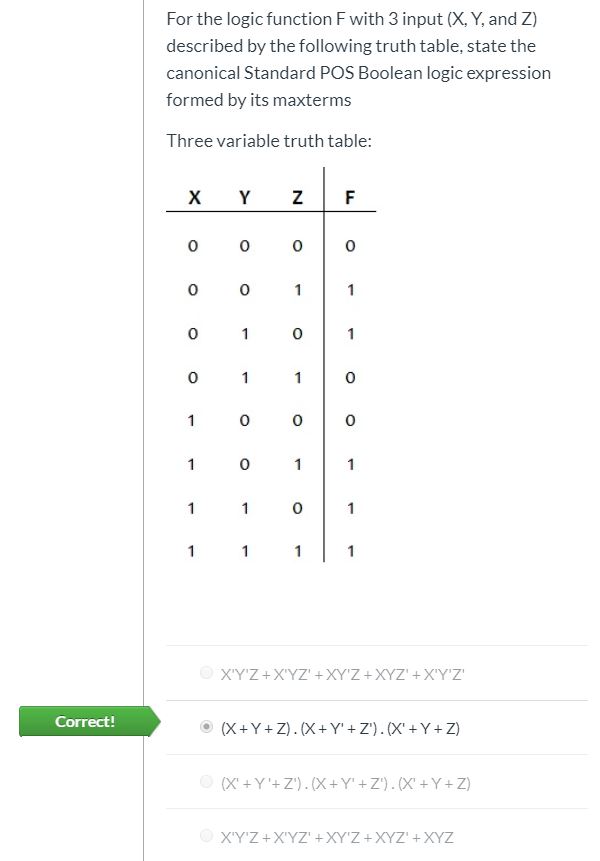 For the logic function F with 3 input (X, Y, and Z)
described by the following truth table, state the
canonical Standard POS Boolean logic expression
formed by its maxterms
Three variable truth table:
X Y Z F
0 0 0 0
0 0 1 1
0 1 0 1
0 1 1 0
1 0 0 0
1 0 1 1
1 1 0 1
1 1 1 1
X'Y'Z + X'YZ' + XY'Z + XYZ' + X'Y'Z'
Correct!
(X + Y + Z) . (X + Y' + Z') . (X' + Y + Z)
(X' + Y '+ Z') . (X + Y' + Z') . (X' + Y + Z)
X'Y'Z + X'YZ' + XY'Z + XYZ' + XYZ